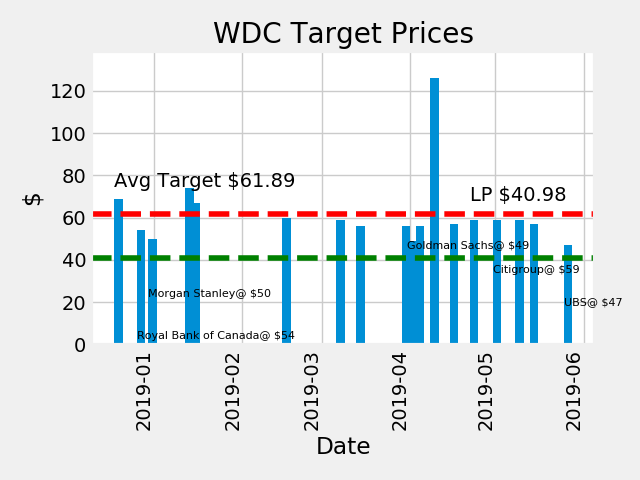 WDC Target Prices
$
120
100
80
60
40
20
0
Avg Target $61.89
LP $40.98
Goldman Sachs@ $49
Citigroup@ $59
Morgan Stanley@ $50
UBS@ $47
Royal Bank of Canada@ $54
2019-01
2019-02
2019-03
2019-04
2019-05
2019-06
Date